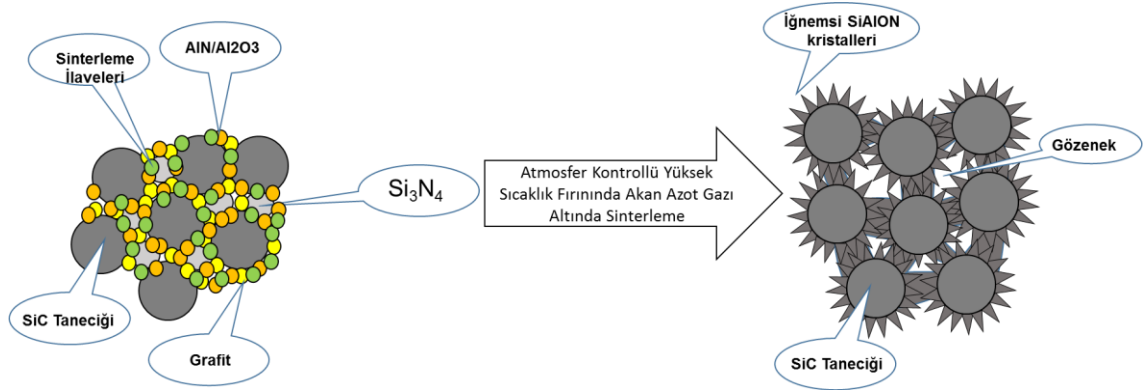 Sinterleme
İlaveleri
AlN/Al2O3
Si₃N₄
SiC Taneciği
Grafit
Atmosfer Kontrollü Yüksek
Sıcaklık Fırınında Akan Azot Gazı
Altında Sinterleme
İğnemsi SiAlON
kristalleri
Gözenek
SiC Taneciği